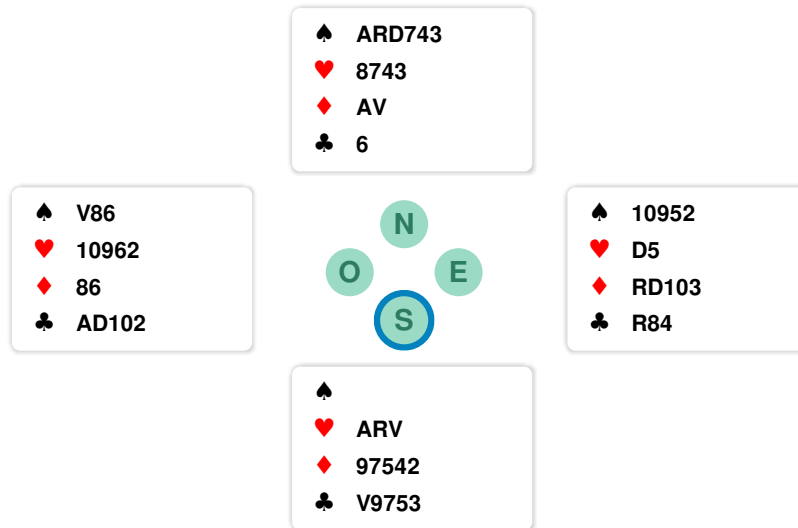 ♠ ARD743
♥ 8743
♦ AV
♣ 6
♠ V86
♥ 10962
♦ 86
♣ AD102
N
O E
S
♠ 10952
♥ D5
♦ RD103
♣ R84
♠
♥ ARV
♦ 97542
♣ V9753